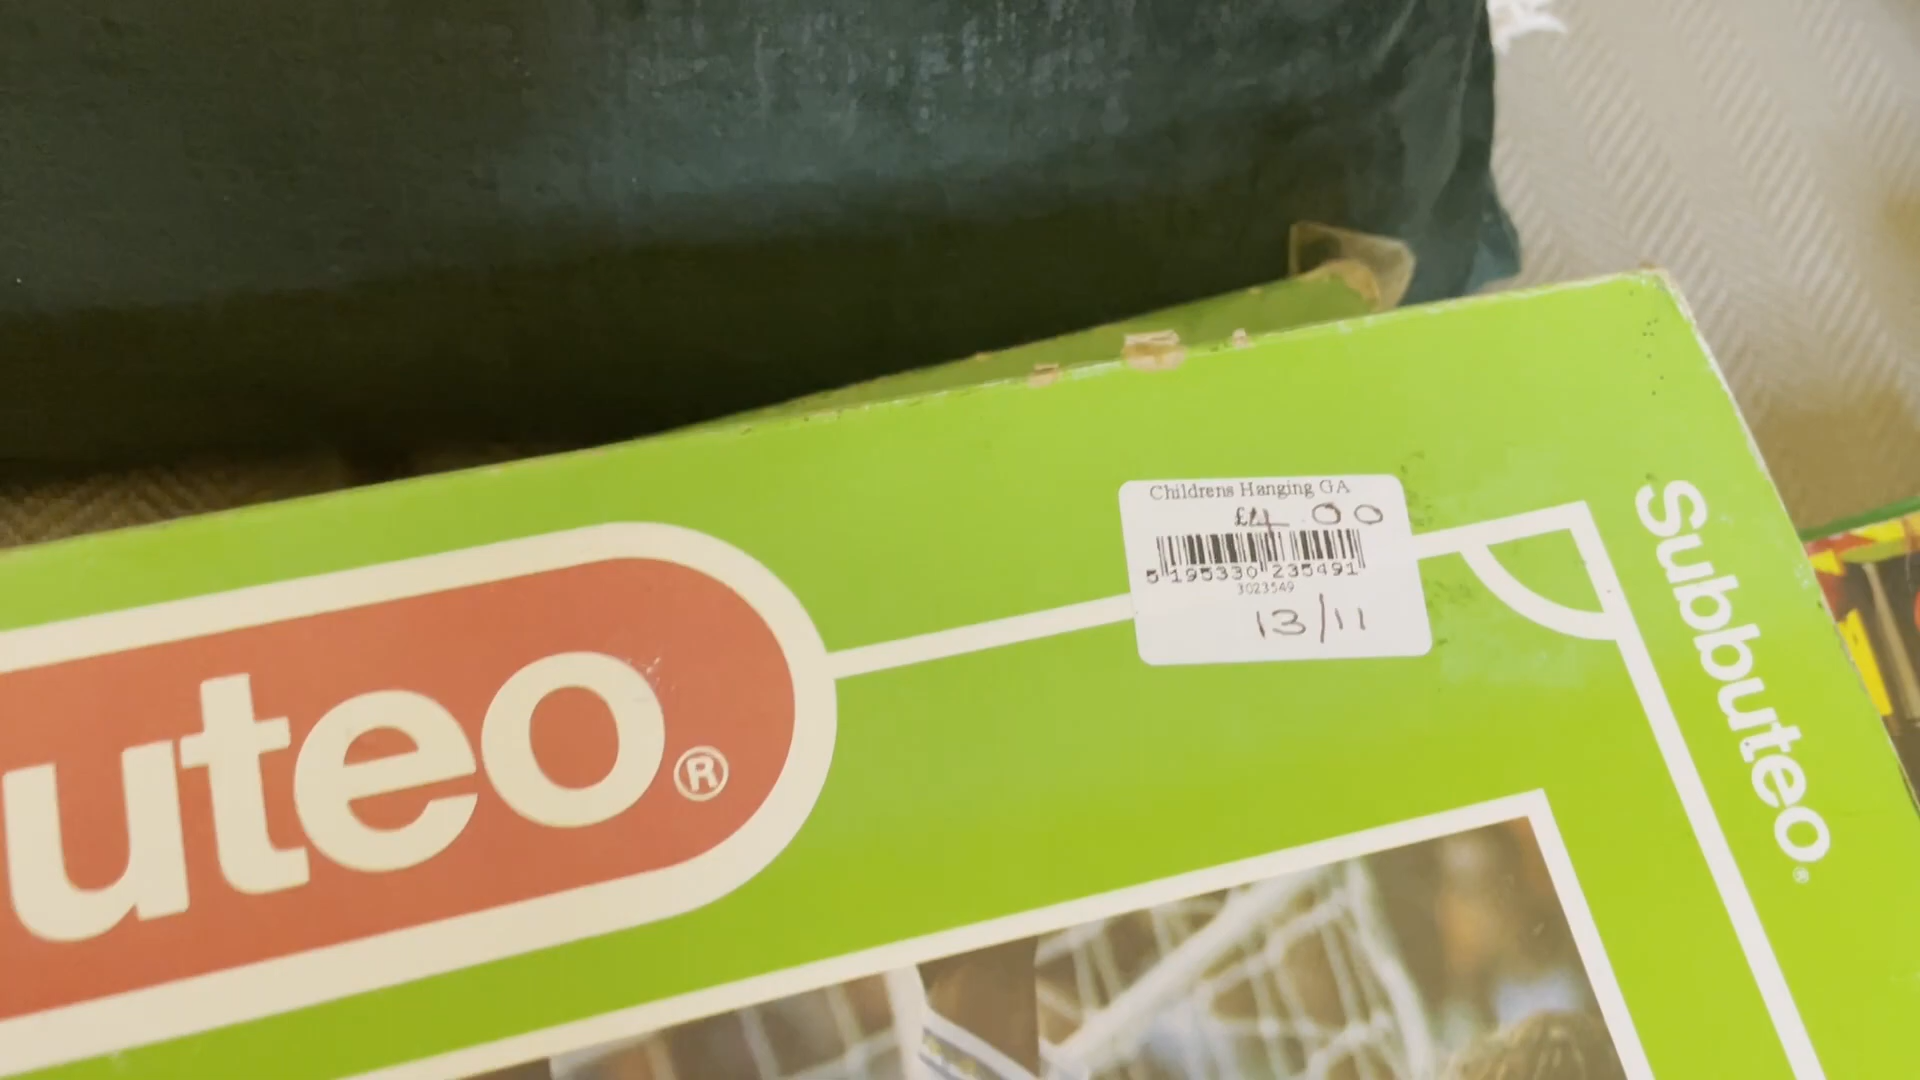 Childrens Hanging GA
£4.00
5 195330 235491
3023549
13/11
uteo®
Subbuteo®